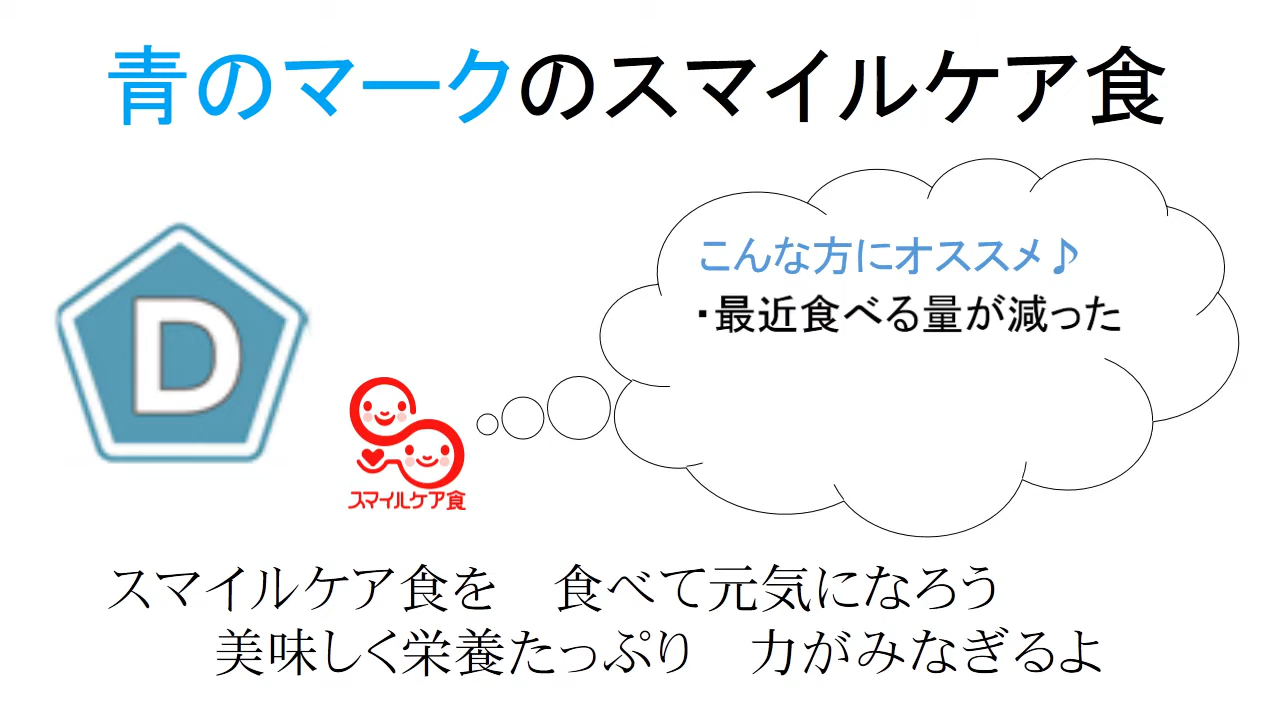 青のマークのスマイルケア食
こんな方にオススメ♪
・最近食べる量が減った
D
スマイルケア食
スマイルケア食を　食べて元気になろう
美味しく栄養たっぷり　力がみなぎるよ